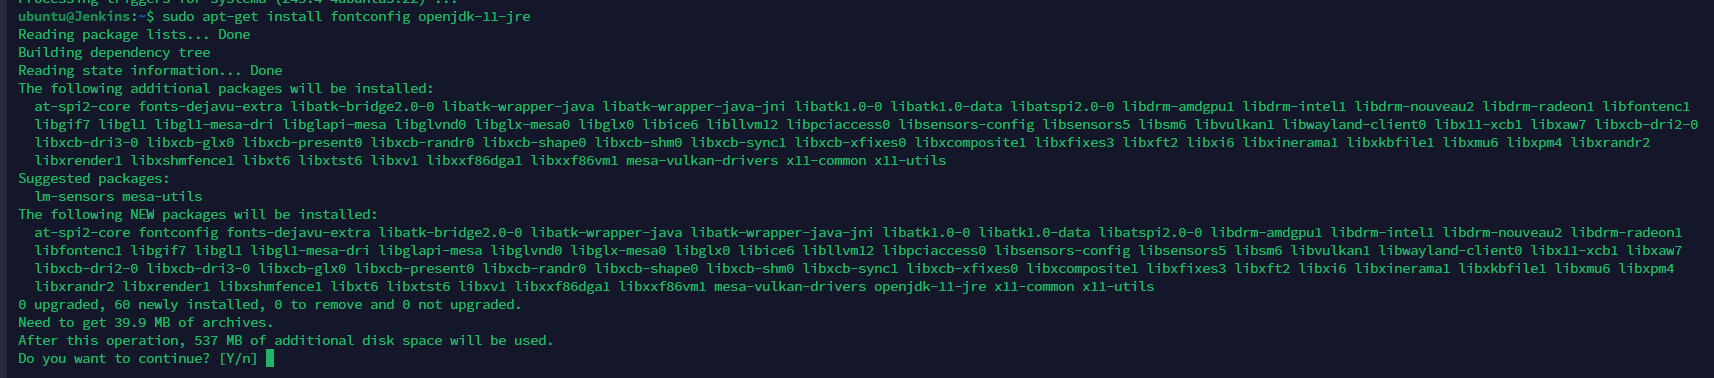 Processing triggers for systemd (245.4-4ubuntu3.22) ...
ubuntu@Jenkins:~$ sudo apt-get install fontconfig openjdk-11-jre
Reading package lists... Done
Building dependency tree
Reading state information... Done
The following additional packages will be installed:
  at-spi2-core fonts-dejavu-extra libatk-bridge2.0-0 libatk-wrapper-java libatk-wrapper-java-jni libatk1.0-0 libatk1.0-data libatspi2.0-0 libdrm-amdgpu1 libdrm-intel1 libdrm-nouveau2 libdrm-radeon1 libfontenc1
  libgif7 libgl1 libgl1-mesa-dri libglapi-mesa libglvnd0 libglx-mesa0 libglx0 libice6 libllvm12 libpciaccess0 libsensors-config libsensors5 libsm6 libvulkan1 libwayland-client0 libx11-xcb1 libxaw7 libxcb-dri2-0
  libxcb-dri3-0 libxcb-glx0 libxcb-present0 libxcb-randr0 libxcb-shape0 libxcb-shm0 libxcb-sync1 libxcb-xfixes0 libxcomposite1 libxfixes3 libxft2 libxi6 libxinerama1 libxkbfile1 libxmu6 libxpm4 libxrandr2
  libxrender1 libxshmfence1 libxt6 libxtst6 libxv1 libxxf86dga1 libxxf86vm1 mesa-vulkan-drivers x11-common x11-utils
Suggested packages:
  lm-sensors mesa-utils
The following NEW packages will be installed:
  at-spi2-core fontconfig fonts-dejavu-extra libatk-bridge2.0-0 libatk-wrapper-java libatk-wrapper-java-jni libatk1.0-0 libatk1.0-data libatspi2.0-0 libdrm-amdgpu1 libdrm-intel1 libdrm-nouveau2 libdrm-radeon1
  libfontenc1 libgif7 libgl1 libgl1-mesa-dri libglapi-mesa libglvnd0 libglx-mesa0 libglx0 libice6 libllvm12 libpciaccess0 libsensors-config libsensors5 libsm6 libvulkan1 libwayland-client0 libx11-xcb1 libxaw7
  libxcb-dri2-0 libxcb-dri3-0 libxcb-glx0 libxcb-present0 libxcb-randr0 libxcb-shape0 libxcb-shm0 libxcb-sync1 libxcb-xfixes0 libxcomposite1 libxfixes3 libxft2 libxi6 libxinerama1 libxkbfile1 libxmu6 libxpm4
  libxrandr2 libxrender1 libxshmfence1 libxt6 libxtst6 libxv1 libxxf86dga1 libxxf86vm1 mesa-vulkan-drivers openjdk-11-jre x11-common x11-utils
0 upgraded, 60 newly installed, 0 to remove and 0 not upgraded.
Need to get 39.9 MB of archives.
After this operation, 537 MB of additional disk space will be used.
Do you want to continue? [Y/n]